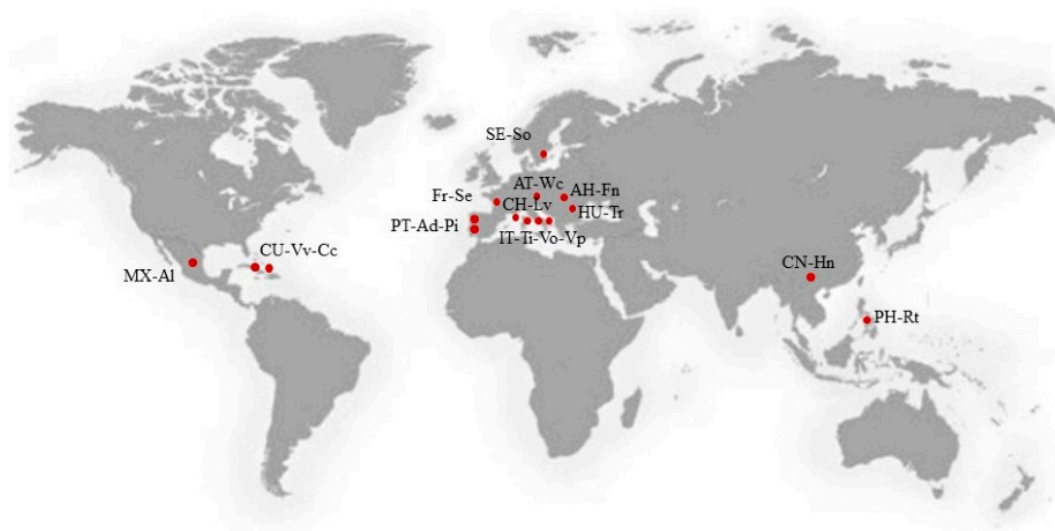 SE-So
AT-Wc
AH-Fn
Fr-Se
CH-Lv
HU-Tr
PT-Ad-Pi
IT-Ti-Vo-Vp
CU-Vv-Cc
MX-Al
CN-Hn
PH-Rt